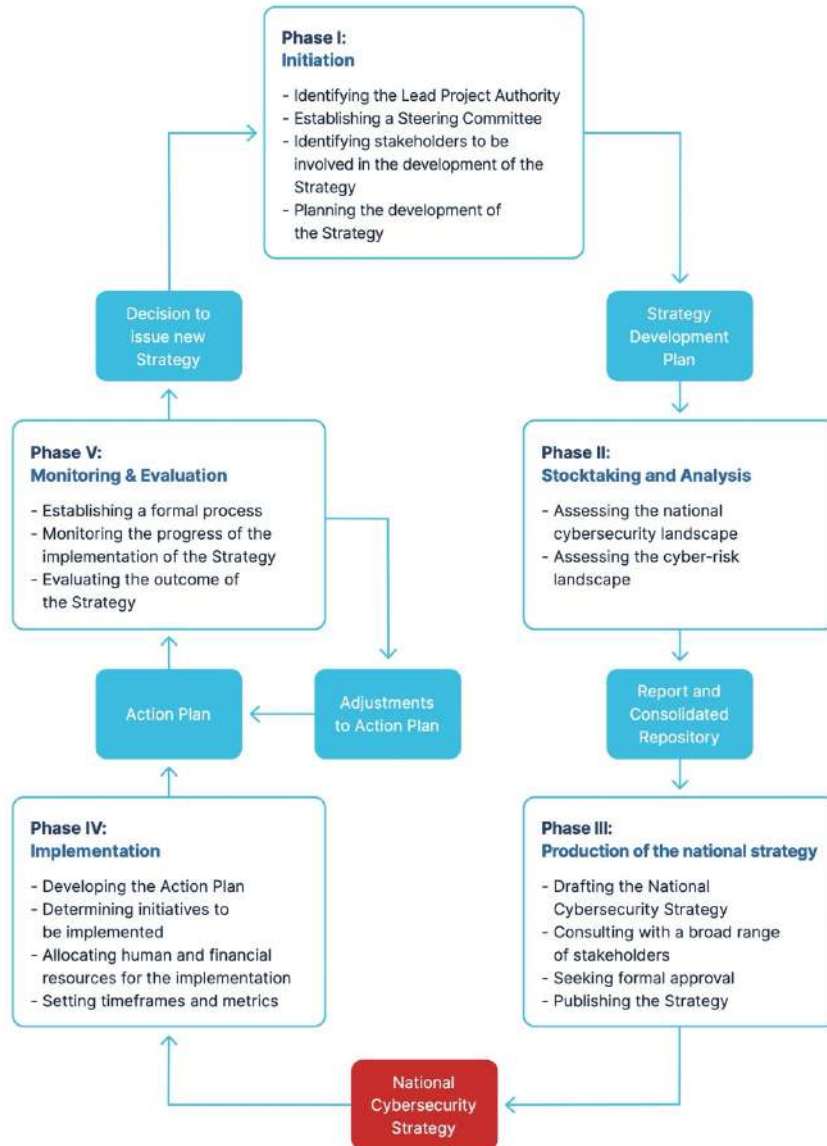 Phase I:
Initiation
- Identifying the Lead Project Authority
- Establishing a Steering Committee
- Identifying stakeholders to be
involved in the development of the
Strategy
- Planning the development of
the Strategy
Decision to
issue new
Strategy
Strategy
Development
Plan
Phase V:
Monitoring & Evaluation
- Establishing a formal process
- Monitoring the progress of the
implementation of the Strategy
- Evaluating the outcome of
the Strategy
Phase II:
Stocktaking and Analysis
- Assessing the national
cybersecurity landscape
- Assessing the cyber-risk
landscape
Action Plan
Adjustments
to Action Plan
Report and
Consolidated
Repository
Phase IV:
Implementation
- Developing the Action Plan
- Determining initiatives to
be implemented
- Allocating human and financial
resources for the implementation
- Setting timeframes and metrics
Phase III:
Production of the national strategy
- Drafting the National
Cybersecurity Strategy
- Consulting with a broad range
of stakeholders
- Seeking formal approval
- Publishing the Strategy
National
Cybersecurity
Strategy